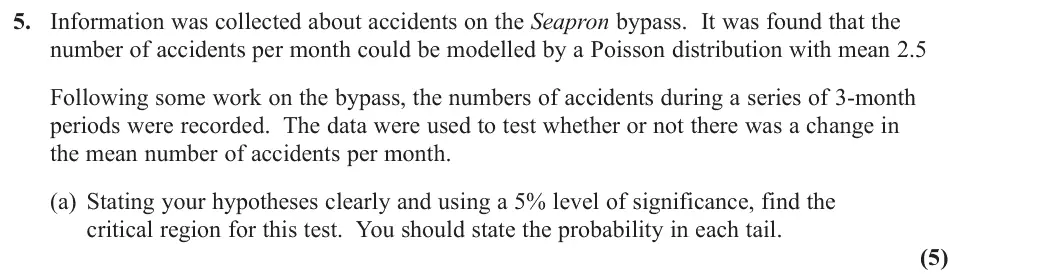 5. Information was collected about accidents on the Seapron bypass. It was found that the
number of accidents per month could be modelled by a Poisson distribution with mean 2.5
Following some work on the bypass, the numbers of accidents during a series of 3-month
periods were recorded. The data were used to test whether or not there was a change in
the mean number of accidents per month.
(a) Stating your hypotheses clearly and using a 5% level of significance, find the
critical region for this test. You should state the probability in each tail.
(5)